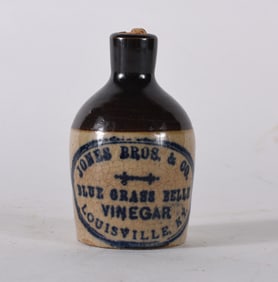 JONES BROS. & CO.
BLUE GRASS BELLE
VINEGAR
LOUISVILLE, KY.